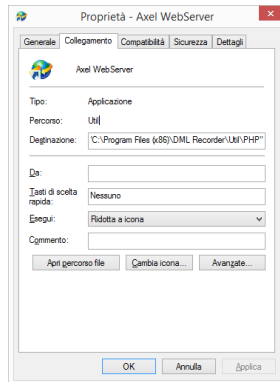 Proprietà - Axel WebServer
Generale Collegamento Compatibilità Sicurezza Dettagli
Axel WebServer
Tipo: Applicazione
Percorso: Util
Destinazione: 'C:\Program Files (x86)\DML Recorder\Util\PHP"
Da:
Tasti di scelta rapida: Nessuno
Esegui: Ridotta a icona
Commento:
Apri percorso file Cambia icona... Avanzate...
OK Annulla Applica